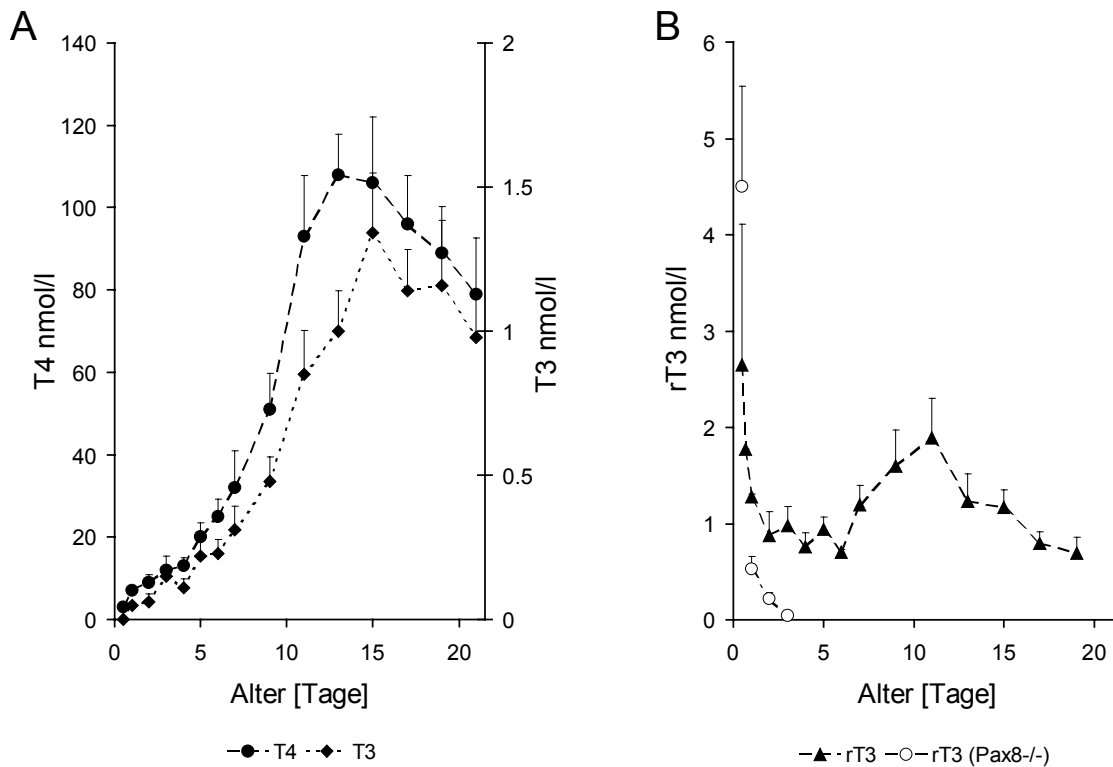 A
140
120
100
80
60
40
20
0
T4 nmol/l
2
1.5
1
0.5
0
T3 nmol/l
0 5 10 15 20
Alter [Tage]
T4 T3
B
6
5
4
3
2
1
0
rT3 nmol/l
0 5 10 15 20
Alter [Tage]
rT3 rT3 (Pax8-/-)